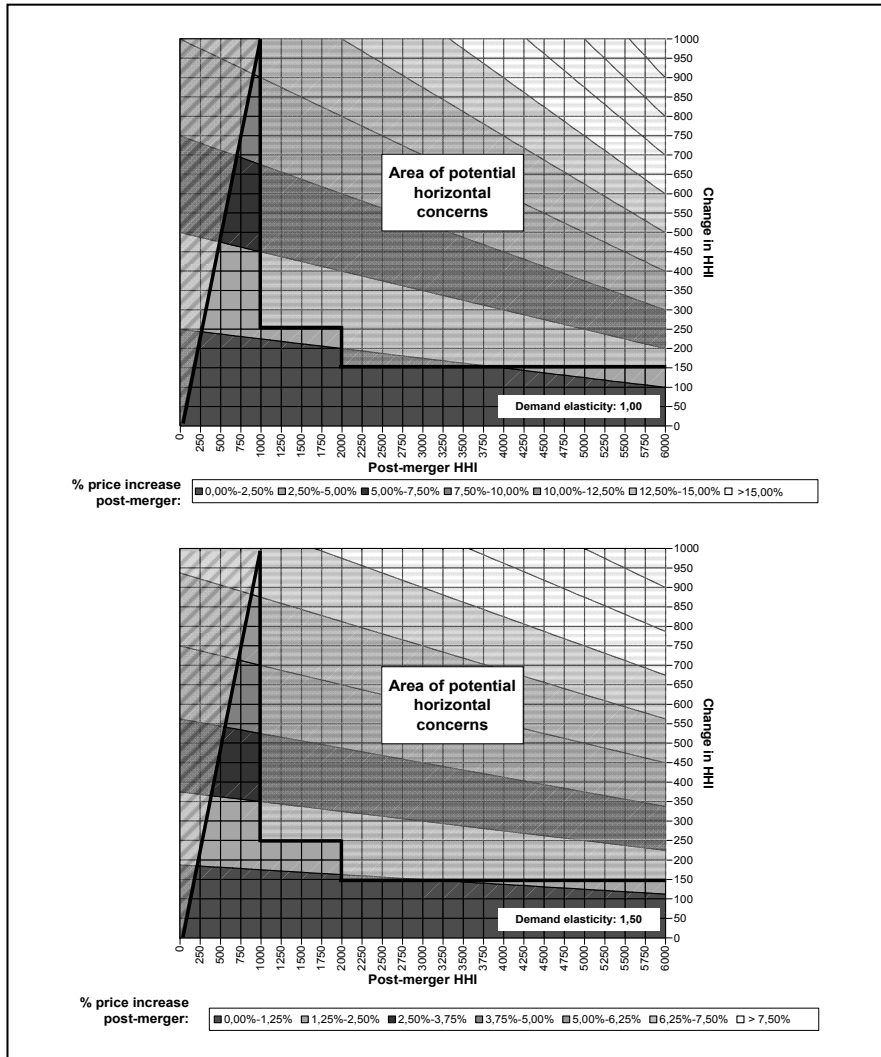 1000
950
900
850
800
750
700
650
600
550
500
450
400
350
300
250
200
150
100
50
0
Change in HHI
Area of potential
horizontal
concerns
Demand elasticity: 1,00
0 250 500 750 1000 1250 1500 1750 2000 2250 2500 2750 3000 3250 3500 3750 4000 4250 4500 4750 5000 5250 5500 5750 6000
Post-merger HHI
% price increase
post-merger:
0,00%-2,50% 2,50%-5,00% 5,00%-7,50% 7,50%-10,00% 10,00%-12,50% 12,50%-15,00% >15,00%
1000
950
900
850
800
750
700
650
600
550
500
450
400
350
300
250
200
150
100
50
0
Change in HHI
Area of potential
horizontal
concerns
Demand elasticity: 1,50
0 250 500 750 1000 1250 1500 1750 2000 2250 2500 2750 3000 3250 3500 3750 4000 4250 4500 4750 5000 5250 5500 5750 6000
Post-merger HHI
% price increase
post-merger:
0,00%-1,25% 1,25%-2,50% 2,50%-3,75% 3,75%-5,00% 5,00%-6,25% 6,25%-7,50% > 7,50%